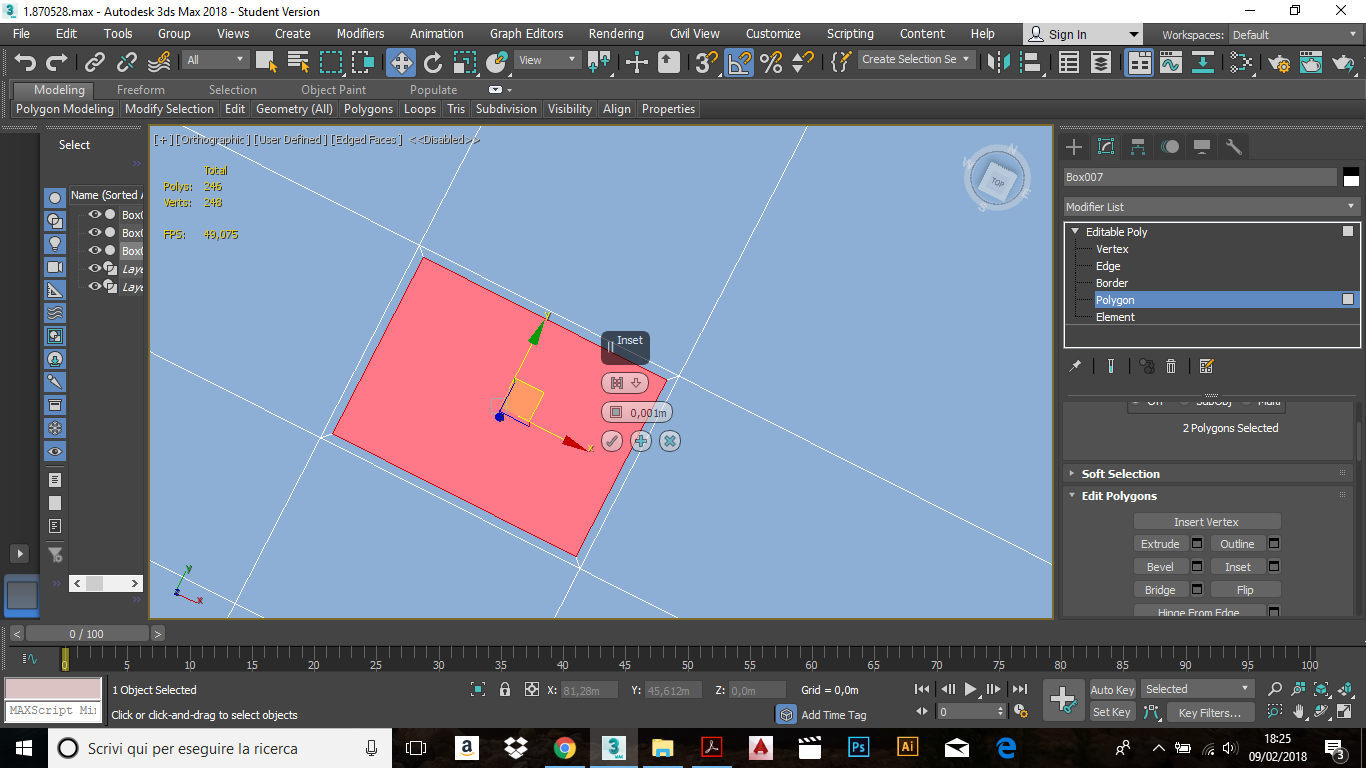 1.870528.max - Autodesk 3ds Max 2018 - Student Version
File Edit Tools Group Views Create Modifiers Animation Graph Editors Rendering Civil View Customize Scripting Content Help Sign In Workspaces: Default
All View Create Selection Se
Modeling Freeform Selection Object Paint Populate
Polygon Modeling Modify Selection Edit Geometry (All) Polygons Loops Tris Subdivision Visibility Align Properties
Select
Name (Sorted A
Box0
Box0
Box0
Laye
Laye
[+] [Orthographic] [User Defined] [Edged Faces] <<Disabled>>
Total
Polys: 246
Verts: 248
FPS: 49,075
TOP
y
x
Inset
0,001m
y
z
x
Box007
Modifier List
Editable Poly
Vertex
Edge
Border
Polygon
Element
Off SubObj Multi
2 Polygons Selected
Soft Selection
Edit Polygons
Insert Vertex
Extrude Outline
Bevel Inset
Bridge Flip
Hinge From Edge
< 0 / 100 >
0 5 10 15 20 25 30 35 40 45 50 55 60 65 70 75 80 85 90 95 100
1 Object Selected X: 81,28m Y: 45,612m Z: 0,0m Grid = 0,0m Auto Key Selected
MAXScript Mi Click or click-and-drag to select objects Add Time Tag 0 Set Key Key Filters...
Scrivi qui per eseguire la ricerca
18:25
09/02/2018
3